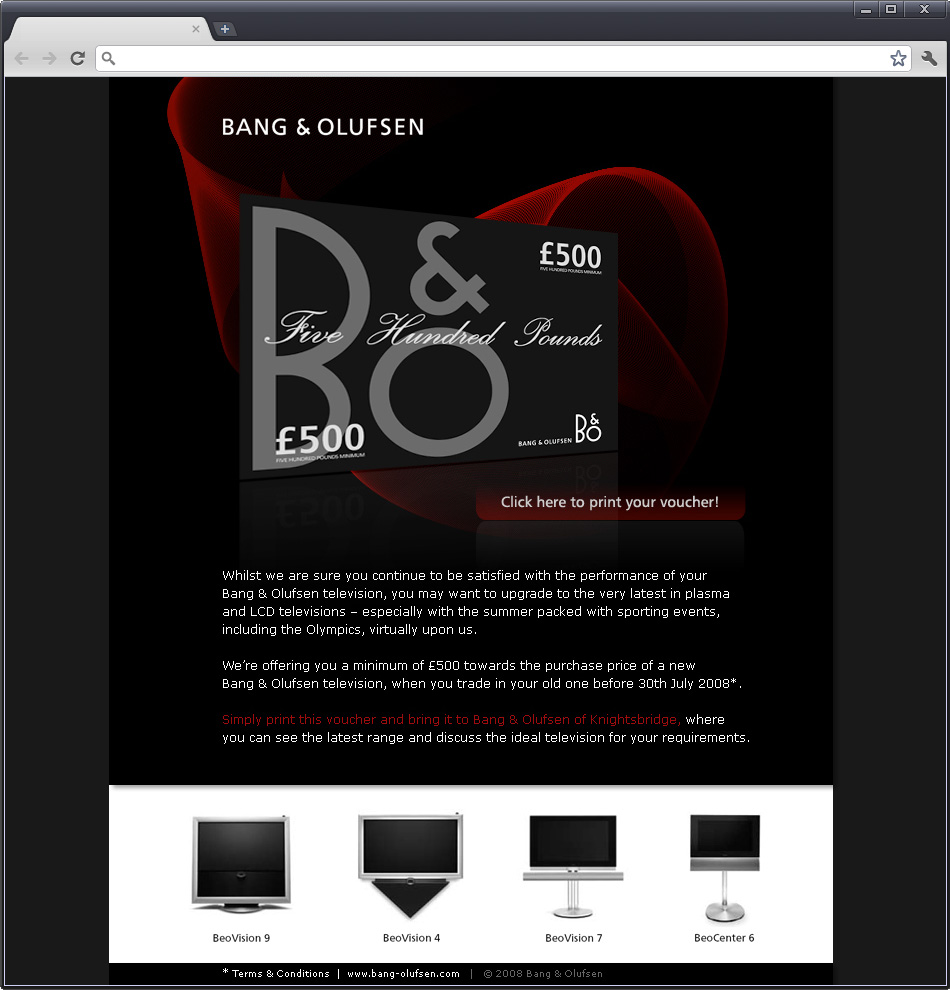 BANG & OLUFSEN
B&O
£500
FIVE HUNDRED POUNDS MINIMUM
Five Hundred Pounds
£500
FIVE HUNDRED POUNDS MINIMUM
BANG & OLUFSEN B&O
Click here to print your voucher!
Whilst we are sure you continue to be satisfied with the performance of your
Bang & Olufsen television, you may want to upgrade to the very latest in plasma
and LCD televisions – especially with the summer packed with sporting events,
including the Olympics, virtually upon us.
We’re offering you a minimum of £500 towards the purchase price of a new
Bang & Olufsen television, when you trade in your old one before 30th July 2008*.
Simply print this voucher and bring it to Bang & Olufsen of Knightsbridge, where
you can see the latest range and discuss the ideal television for your requirements.
BeoVision 9 BeoVision 4 BeoVision 7 BeoCenter 6
* Terms & Conditions | www.bang-olufsen.com | © 2008 Bang & Olufsen